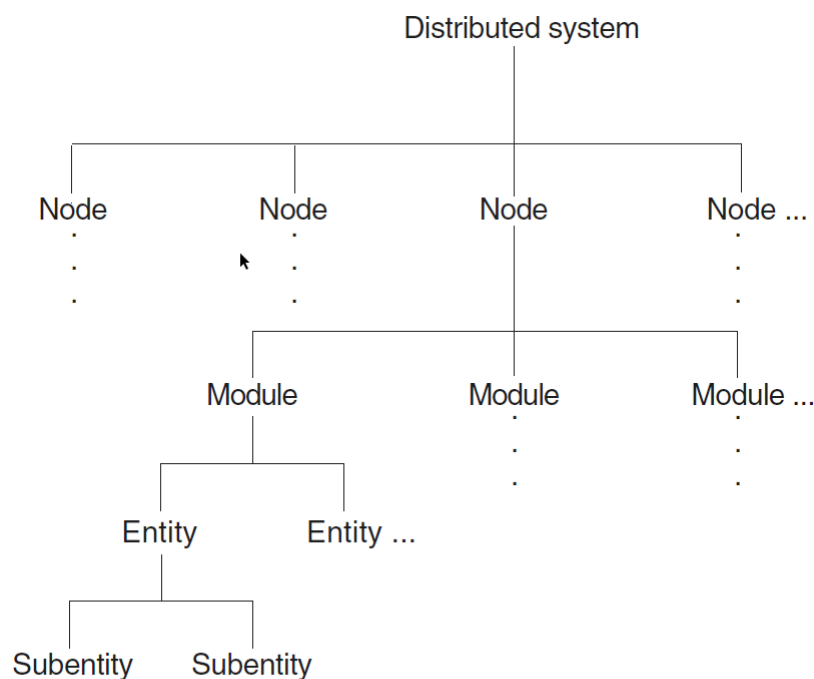 Distributed system
Node Node Node Node ...
Module Module Module ...
Entity Entity ...
Subentity Subentity